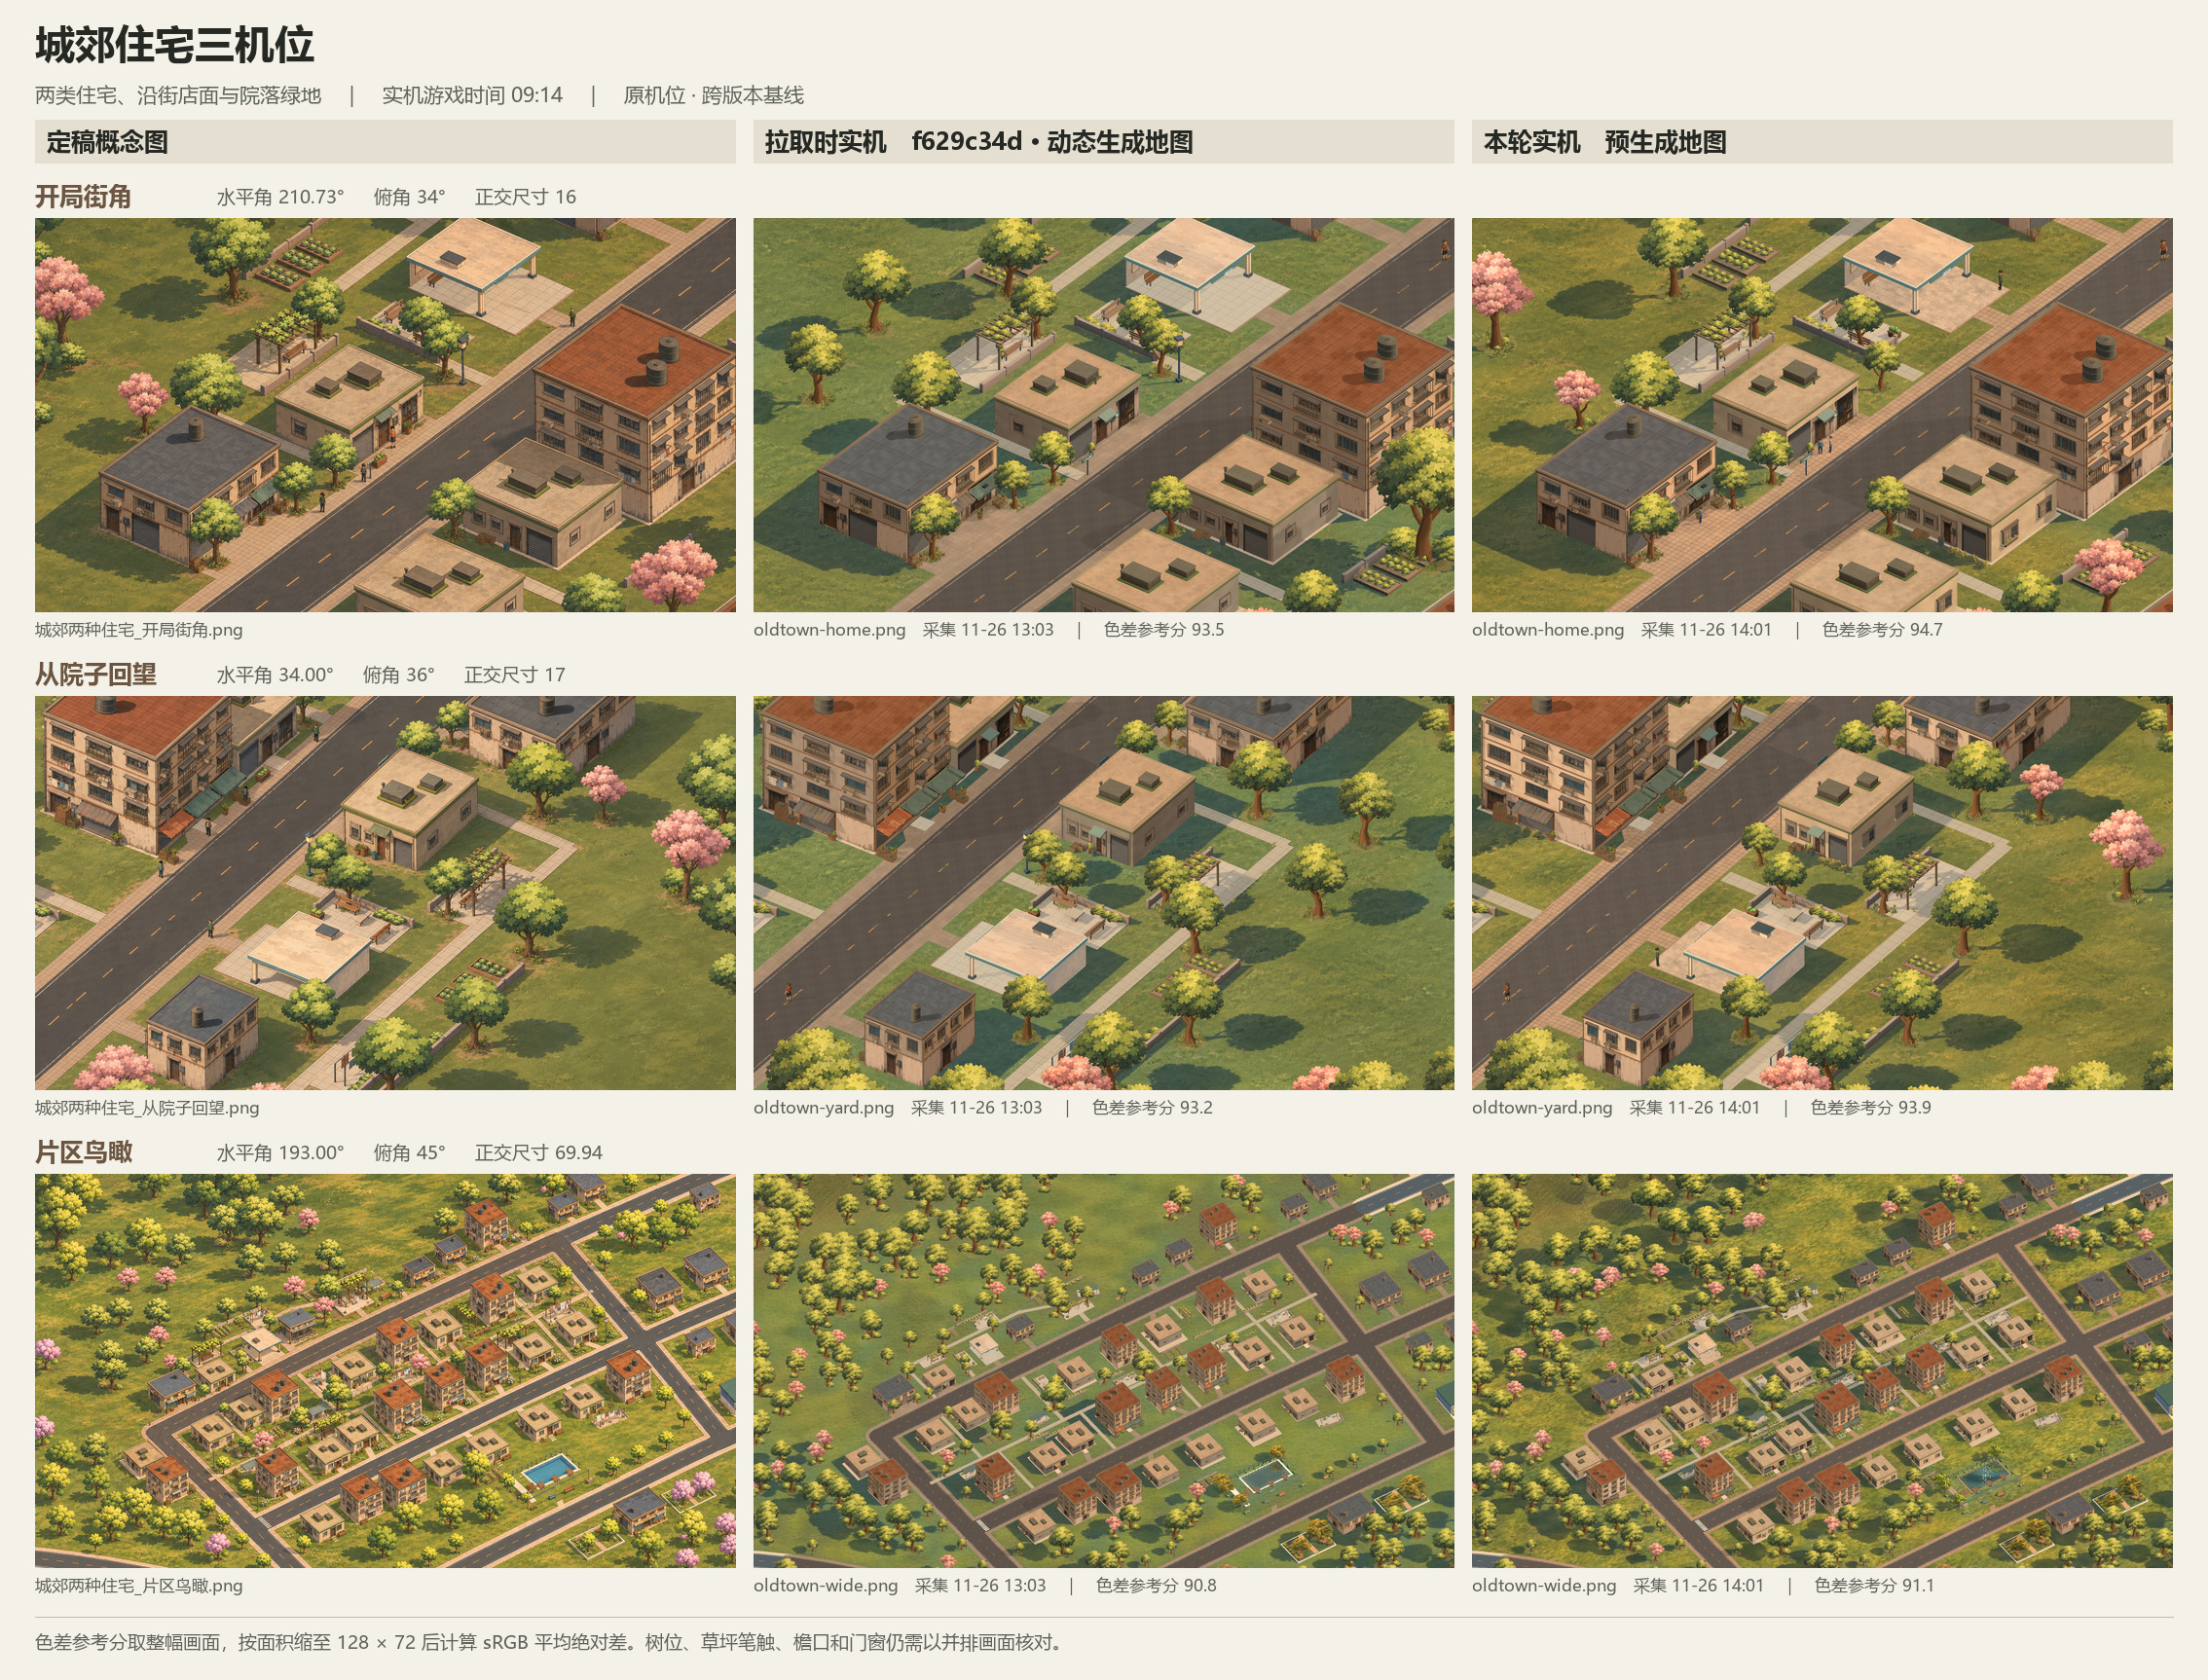 城郊住宅三机位
两类住宅、沿街店面与院落绿地 | 实机游戏时间 09:14 | 原机位 · 跨版本基线
定稿概念图 拉取时实机 f629c34d • 动态生成地图 本轮实机 预生成地图
开局街角 水平角 210.73° 俯角 34° 正交尺寸 16
城郊两种住宅_开局街角.png oldtown-home.png 采集 11-26 13:03 | 色差参考分 93.5 oldtown-home.png 采集 11-26 14:01 | 色差参考分 94.7
从院子回望 水平角 34.00° 俯角 36° 正交尺寸 17
城郊两种住宅_从院子回望.png oldtown-yard.png 采集 11-26 13:03 | 色差参考分 93.2 oldtown-yard.png 采集 11-26 14:01 | 色差参考分 93.9
片区鸟瞰 水平角 193.00° 俯角 45° 正交尺寸 69.94
城郊两种住宅_片区鸟瞰.png oldtown-wide.png 采集 11-26 13:03 | 色差参考分 90.8 oldtown-wide.png 采集 11-26 14:01 | 色差参考分 91.1
色差参考分取整幅画面，按面积缩至 128 × 72 后计算 sRGB 平均绝对差。树位、草坪笔触、檐口和门窗仍需以并排画面核对。